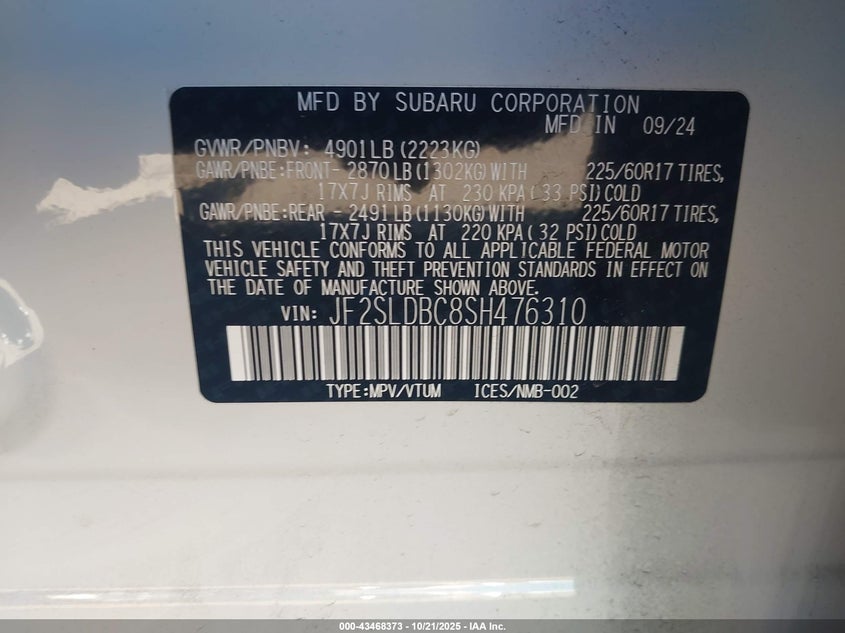 MFD BY SUBARU CORPORATION
MFD IN 09/24
GVWR/PNBV: 4901LB (2223KG)
GAWR/PNBE:FRONT- 2870LB (1302KG) WITH 225/60R17 TIRES,
17X7J RIMS AT 230 KPA ( 33 PSI) COLD
GAWR/PNBE:REAR - 2491LB (1130KG) WITH 225/60R17 TIRES,
17X7J RIMS AT 220 KPA ( 32 PSI) COLD
THIS VEHICLE CONFORMS TO ALL APPLICABLE FEDERAL MOTOR
VEHICLE SAFETY AND THEFT PREVENTION STANDARDS IN EFFECT ON
THE DATE OF MANUFACTURE SHOWN ABOVE.
VIN: JF2SLDBC8SH476310
TYPE:MPV/VTUM ICES/NMB-002
000-43468373 - 10/21/2025 - IAA Inc.